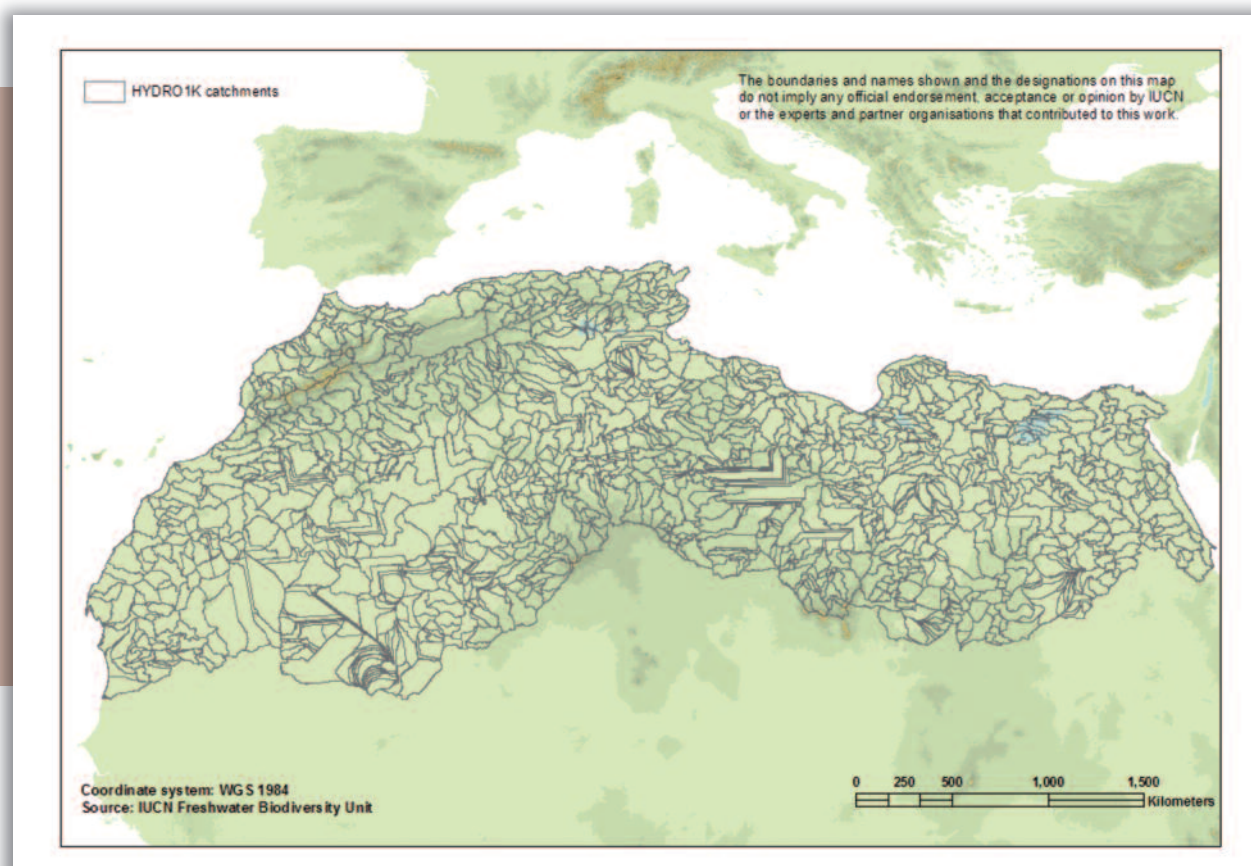 HYDRO1K catchments
The boundaries and names shown and the designations on this map
do not imply any official endorsement, acceptance or opinion by IUCN
or the experts and partner organisations that contributed to this work.
Coordinate system: WGS 1984
Source: IUCN Freshwater Biodiversity Unit
0 250 500 1,000 1,500
Kilometers